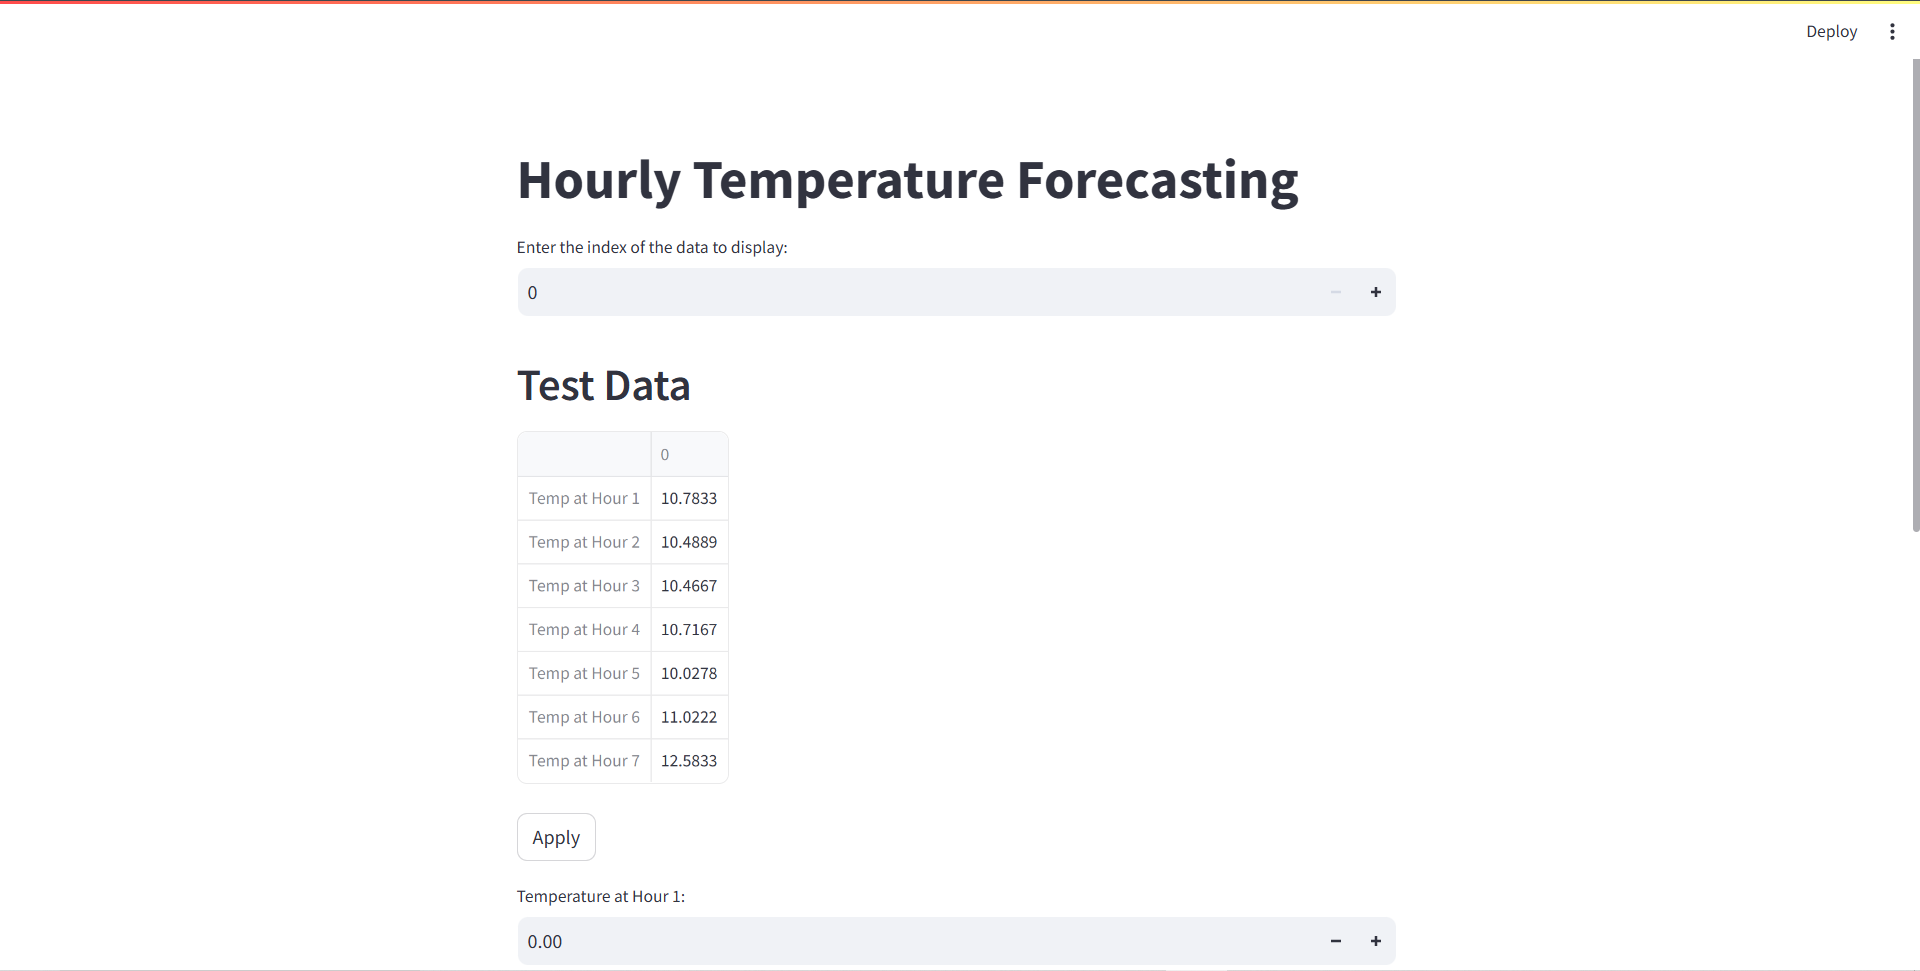 Deploy
Hourly Temperature Forecasting
Enter the index of the data to display:
0
Test Data
0
Temp at Hour 1 10.7833
Temp at Hour 2 10.4889
Temp at Hour 3 10.4667
Temp at Hour 4 10.7167
Temp at Hour 5 10.0278
Temp at Hour 6 11.0222
Temp at Hour 7 12.5833
Apply
Temperature at Hour 1:
0.00